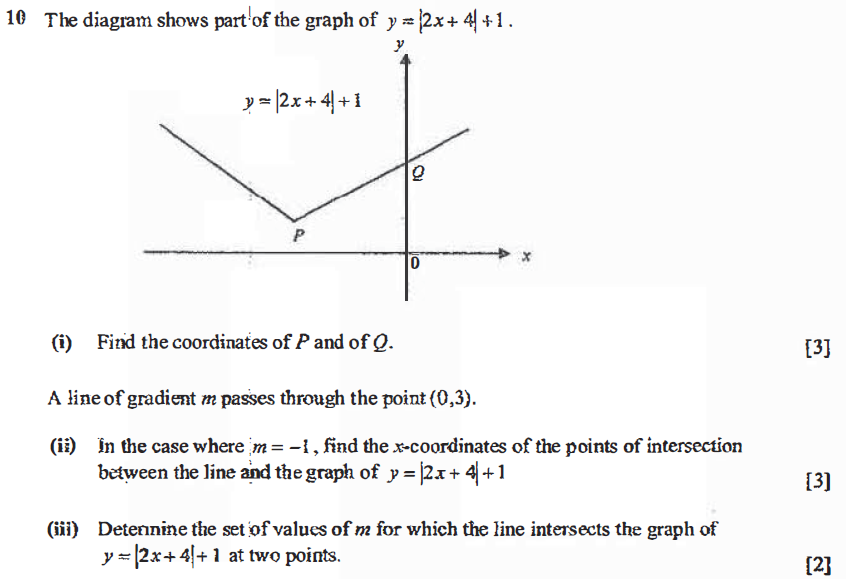 10 The diagram shows part of the graph of y = |2x + 4| + 1.
y
y = |2x + 4| + 1
Q
P
0
x
(i) Find the coordinates of P and of Q. [3]
A line of gradient m passes through the point (0,3).
(ii) In the case where m = −1, find the x-coordinates of the points of intersection
between the line and the graph of y = |2x + 4| + 1 [3]
(iii) Determine the set of values of m for which the line intersects the graph of
y = |2x + 4| + 1 at two points. [2]